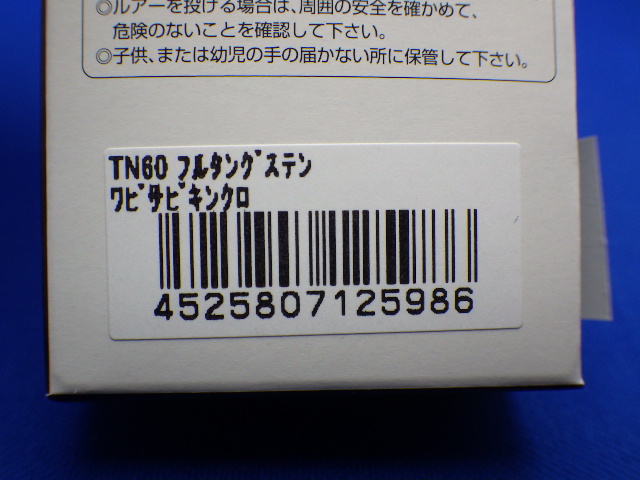 ◎ルアーを投げる場合は、周囲の安全を確かめて、
危険のないことを確認して下さい。
◎子供、または幼児の手の届かない所に保管して下さい。
TN60 フルタングステン
ワビサビキンクロ
4525807125986